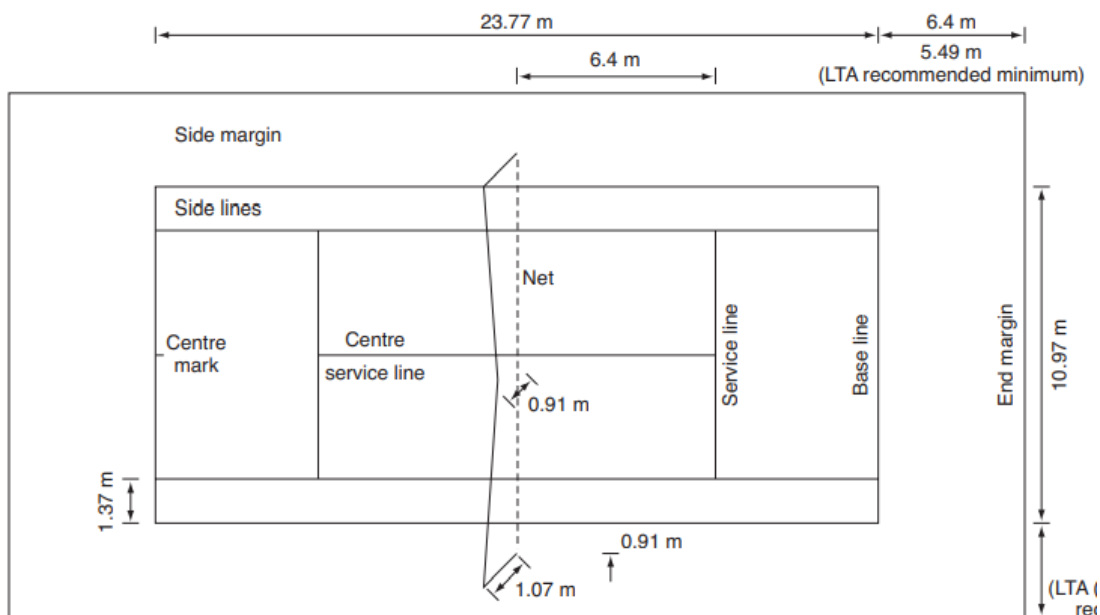 23.77 m
6.4 m
6.4 m
5.49 m
(LTA recommended minimum)
Side margin
Side lines
Net
Centre
mark
Centre
service line
Service line
Base line
End margin
10.97 m
0.91 m
1.37 m
0.91 m
1.07 m
(LTA (